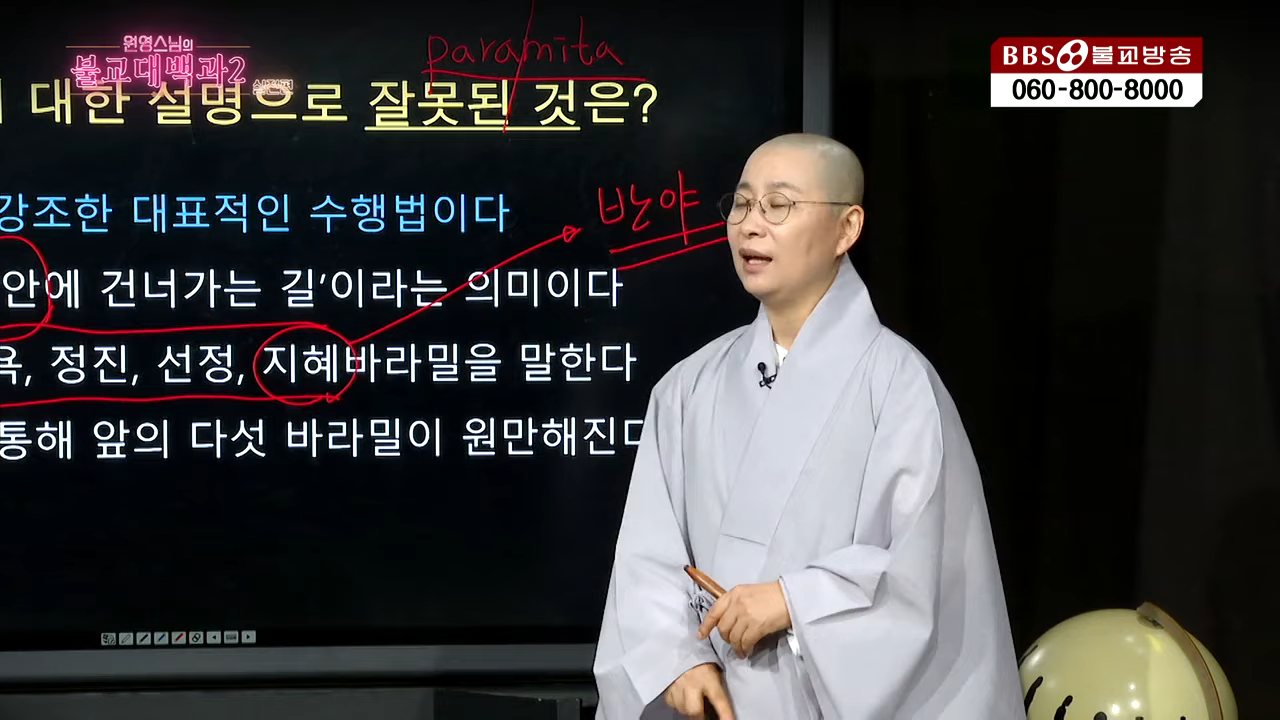 원영스님의
불교대백과2
paramita
BBS 불교방송
060-800-8000
대한 설명으로 잘못된 것은?
강조한 대표적인 수행법이다
반야
안에 건너가는 길'이라는 의미이다
욕, 정진, 선정, 지혜바라밀을 말한다
통해 앞의 다섯 바라밀이 원만해진다